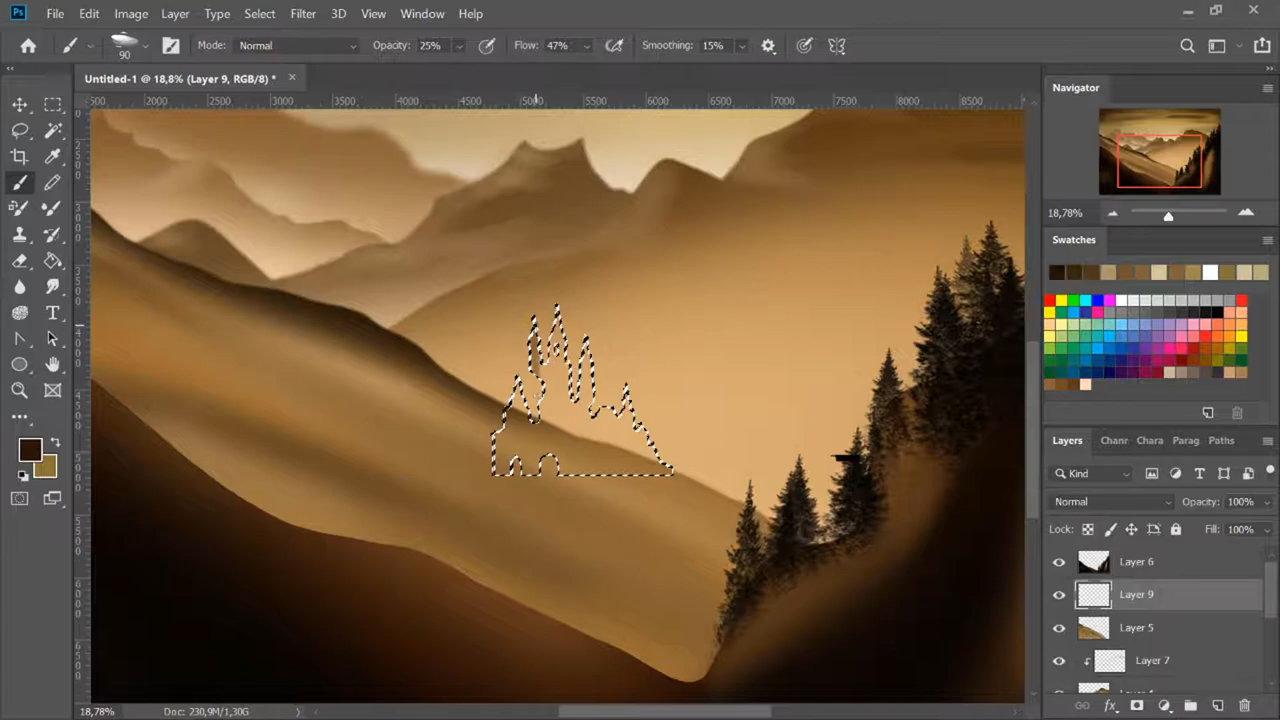 Ps File Edit Image Layer Type Select Filter 3D View Window Help
90 Mode: Normal Opacity: 25% Flow: 47% Smoothing: 15%
Untitled-1 @ 18,8% (Layer 9, RGB/8) *
500 2000 2500 3000 3500 4000 4500 5000 5500 6000 6500 7000 7500 8000 8500
Navigator
18,78%
Swatches
Layers Channr Chara Parag Paths
Kind
Normal Opacity: 100%
Lock: Fill: 100%
Layer 6
Layer 9
Layer 5
Layer 7
18,78% Doc: 230,9M/1,30G